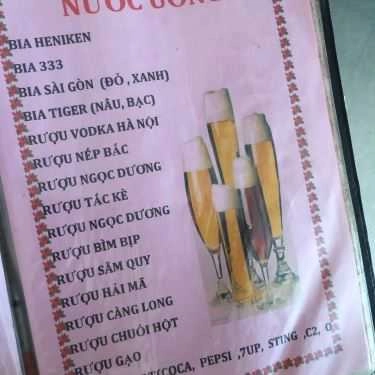 NƯỚC UỐNG
BIA HENIKEN
BIA 333
BIA SÀI GÒN (ĐỎ , XANH)
BIA TIGER (NÂU, BẠC)
RƯỢU VODKA HÀ NỘI
RƯỢU NẾP BẮC
RƯỢU NGỌC DƯƠNG
RƯỢU TẮC KÈ
RƯỢU NGỌC DƯƠNG
RƯỢU BÌM BỊP
RƯỢU SÂM QUY
RƯỢU HẢI MÃ
RƯỢU CÀNG LONG
RƯỢU CHUỐI HỘT
RƯỢU GẠO
(COCA, PEPSI ,7UP, STING ,C2,